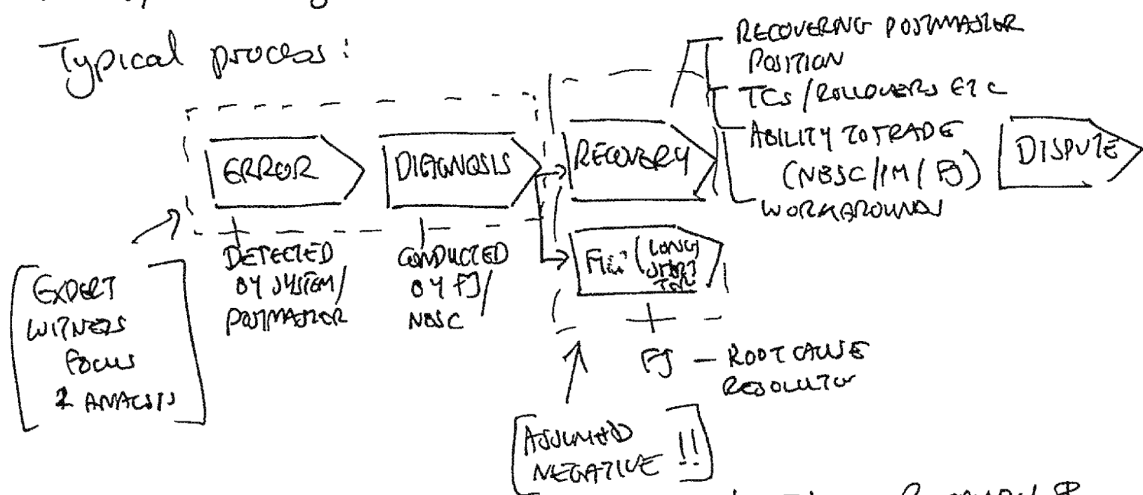 Typical process:
ERROR
DIAGNOSIS
RECOVERY
RECOVERING POSTMASTER
POSITION
TCs / ROLLOVERS ETC
ABILITY TO TRADE
(NBSC / IM / FJ)
WORKAROUNDS
DISPUTE
DETECTED
BY SYSTEM/
POSTMASTER
CONDUCTED
BY FJ/
NBSC
FIX (LONG/
SHORT
[EXPERT
WITNESS
FOCUS
& ANALYSIS]
FJ – ROOT CAUSE
RESOLUTION
[ASSUMED
NEGATIVE !!]